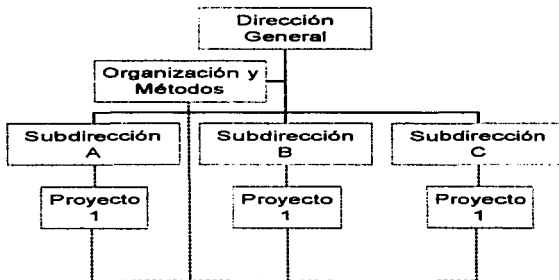 Dirección
General
Organización y
Métodos
Subdirección
A
Subdirección
B
Subdirección
C
Proyecto
1
Proyecto
1
Proyecto
1